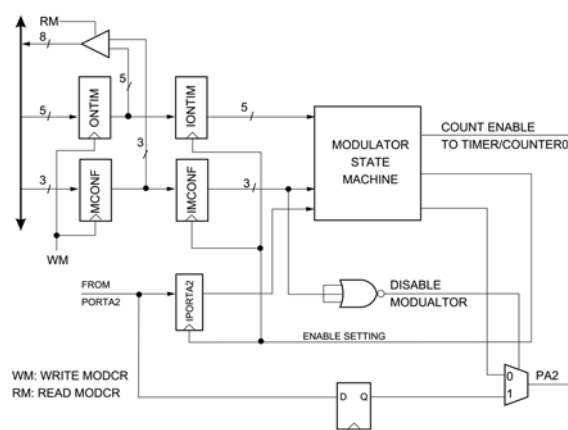 RM
8
5
5
ONTIM
IONTIM
5
3
3
MCONF
IMCONF
3
MODULATOR
STATE
MACHINE
COUNT ENABLE
TO TIMER/COUNTER0
WM
FROM
PORTA2
IPORTA2
DISABLE
MODUALTOR
ENABLE SETTING
WM: WRITE MODCR
RM: READ MODCR
D Q
0
1
PA2